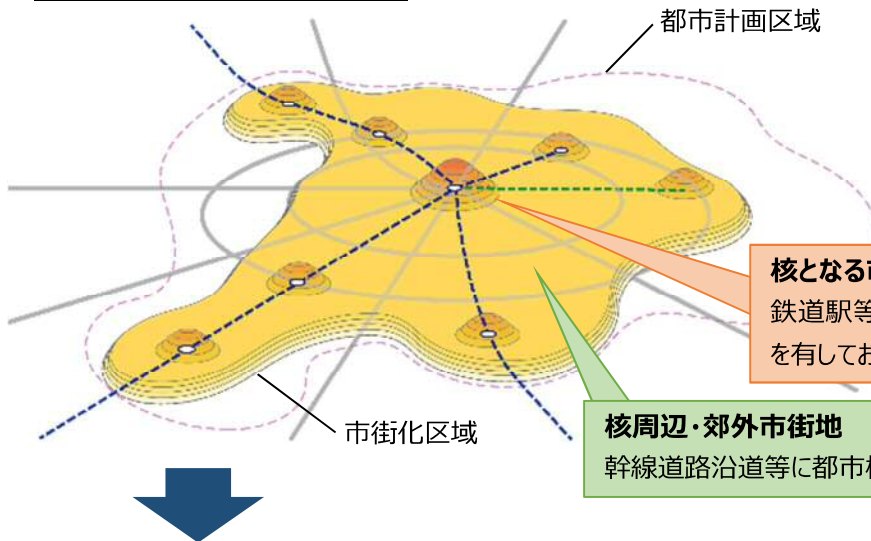 都市計画区域
核となる
鉄道駅等
を有してお
市街化区域
核周辺・郊外市街地
幹線道路沿道等に都市